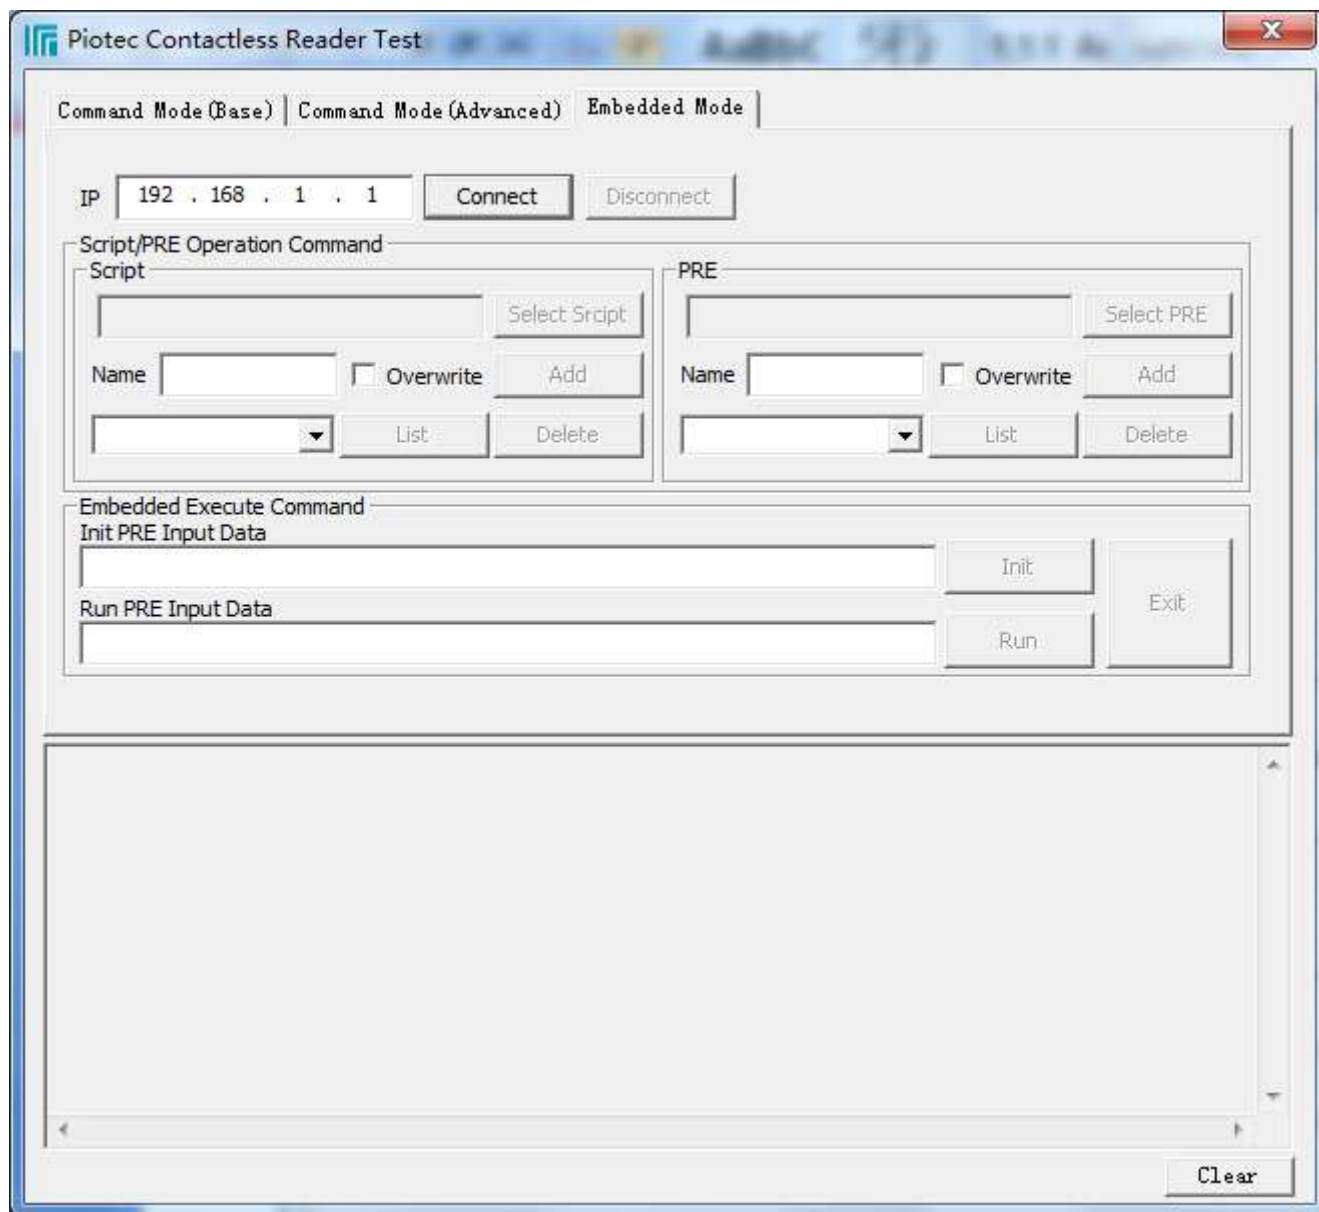 Piotec Contactless Reader Test
Command Mode(Base) Command Mode(Advanced) Embedded Mode
IP 192 . 168 . 1 . 1 Connect Disconnect
Script/PRE Operation Command
Script PRE
Select Srcipt Select PRE
Name Overwrite Add Name Overwrite Add
List Delete List Delete
Embedded Execute Command
Init PRE Input Data
Init
Exit
Run PRE Input Data
Run
Clear